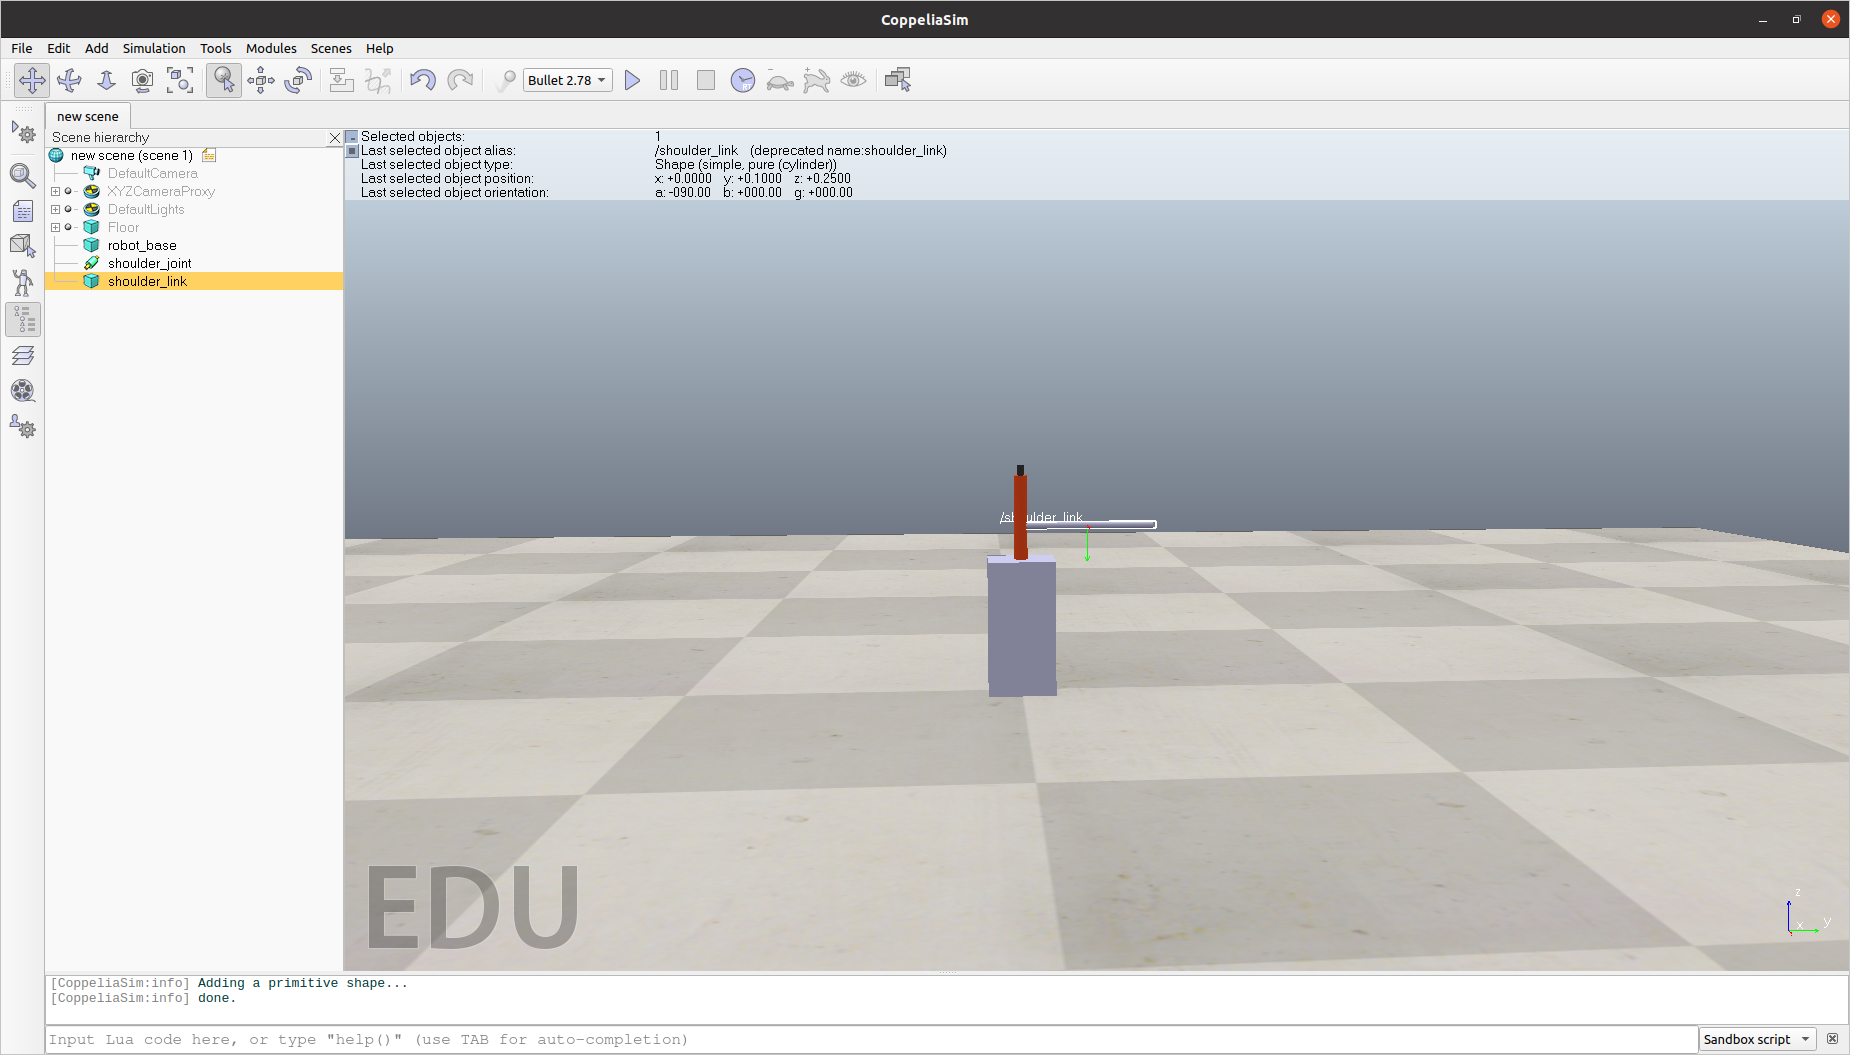 CoppeliaSim
File Edit Add Simulation Tools Modules Scenes Help
Bullet 2.78
new scene
Scene hierarchy
new scene (scene 1)
DefaultCamera
XYZCameraProxy
DefaultLights
Floor
robot_base
shoulder_joint
shoulder_link
Selected objects: 1
Last selected object alias: /shoulder_link (deprecated name:shoulder_link)
Last selected object type: Shape (simple, pure (cylinder))
Last selected object position: x: +0.0000 y: +0.1000 z: +0.2500
Last selected object orientation: a: -090.00 b: +000.00 g: +000.00
/shoulder_link
EDU
z
x
y
[CoppeliaSim:info] Adding a primitive shape...
[CoppeliaSim:info] done.
Input Lua code here, or type "help()" (use TAB for auto-completion)
Sandbox script